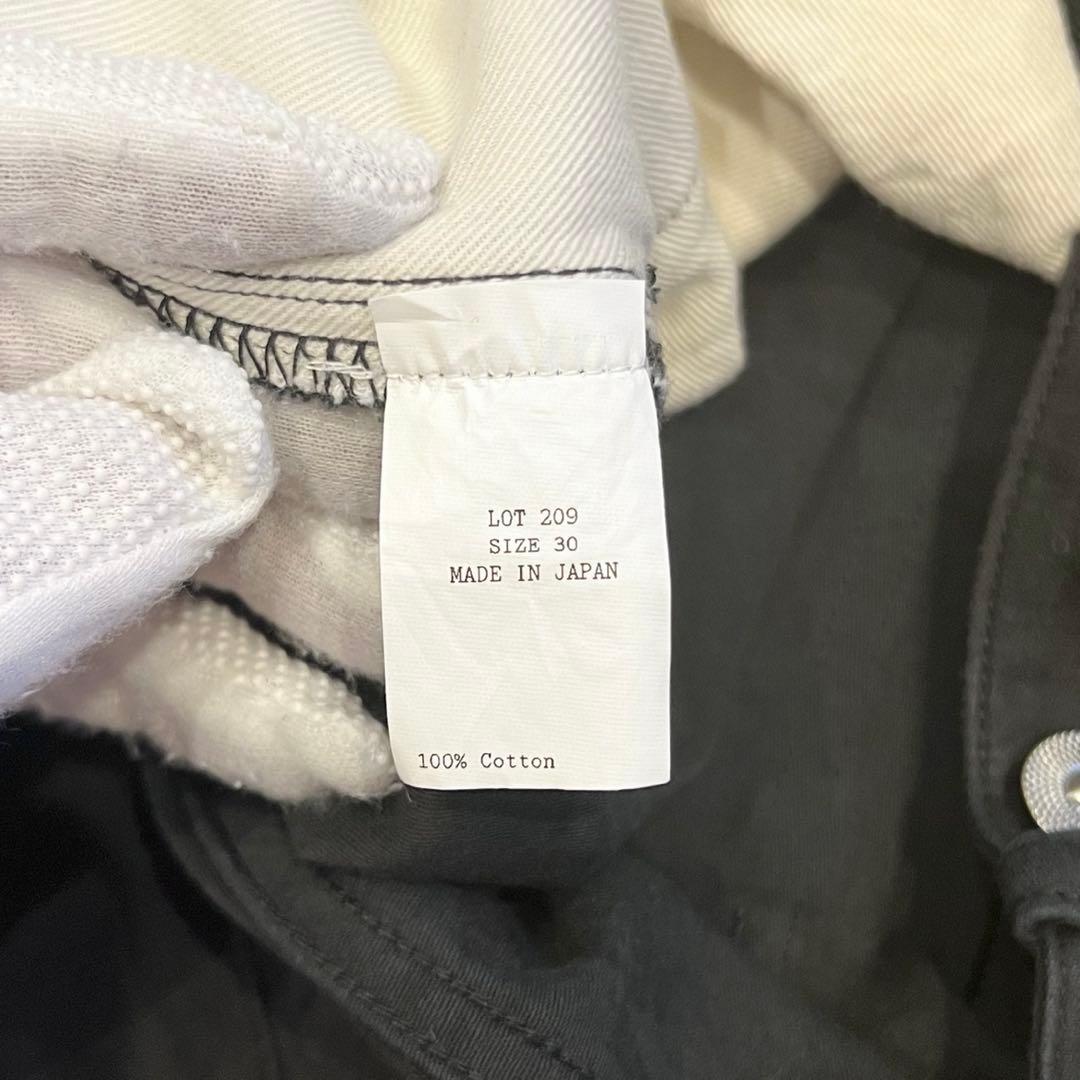 LOT 209
SIZE 30
MADE IN JAPAN
100% Cotton